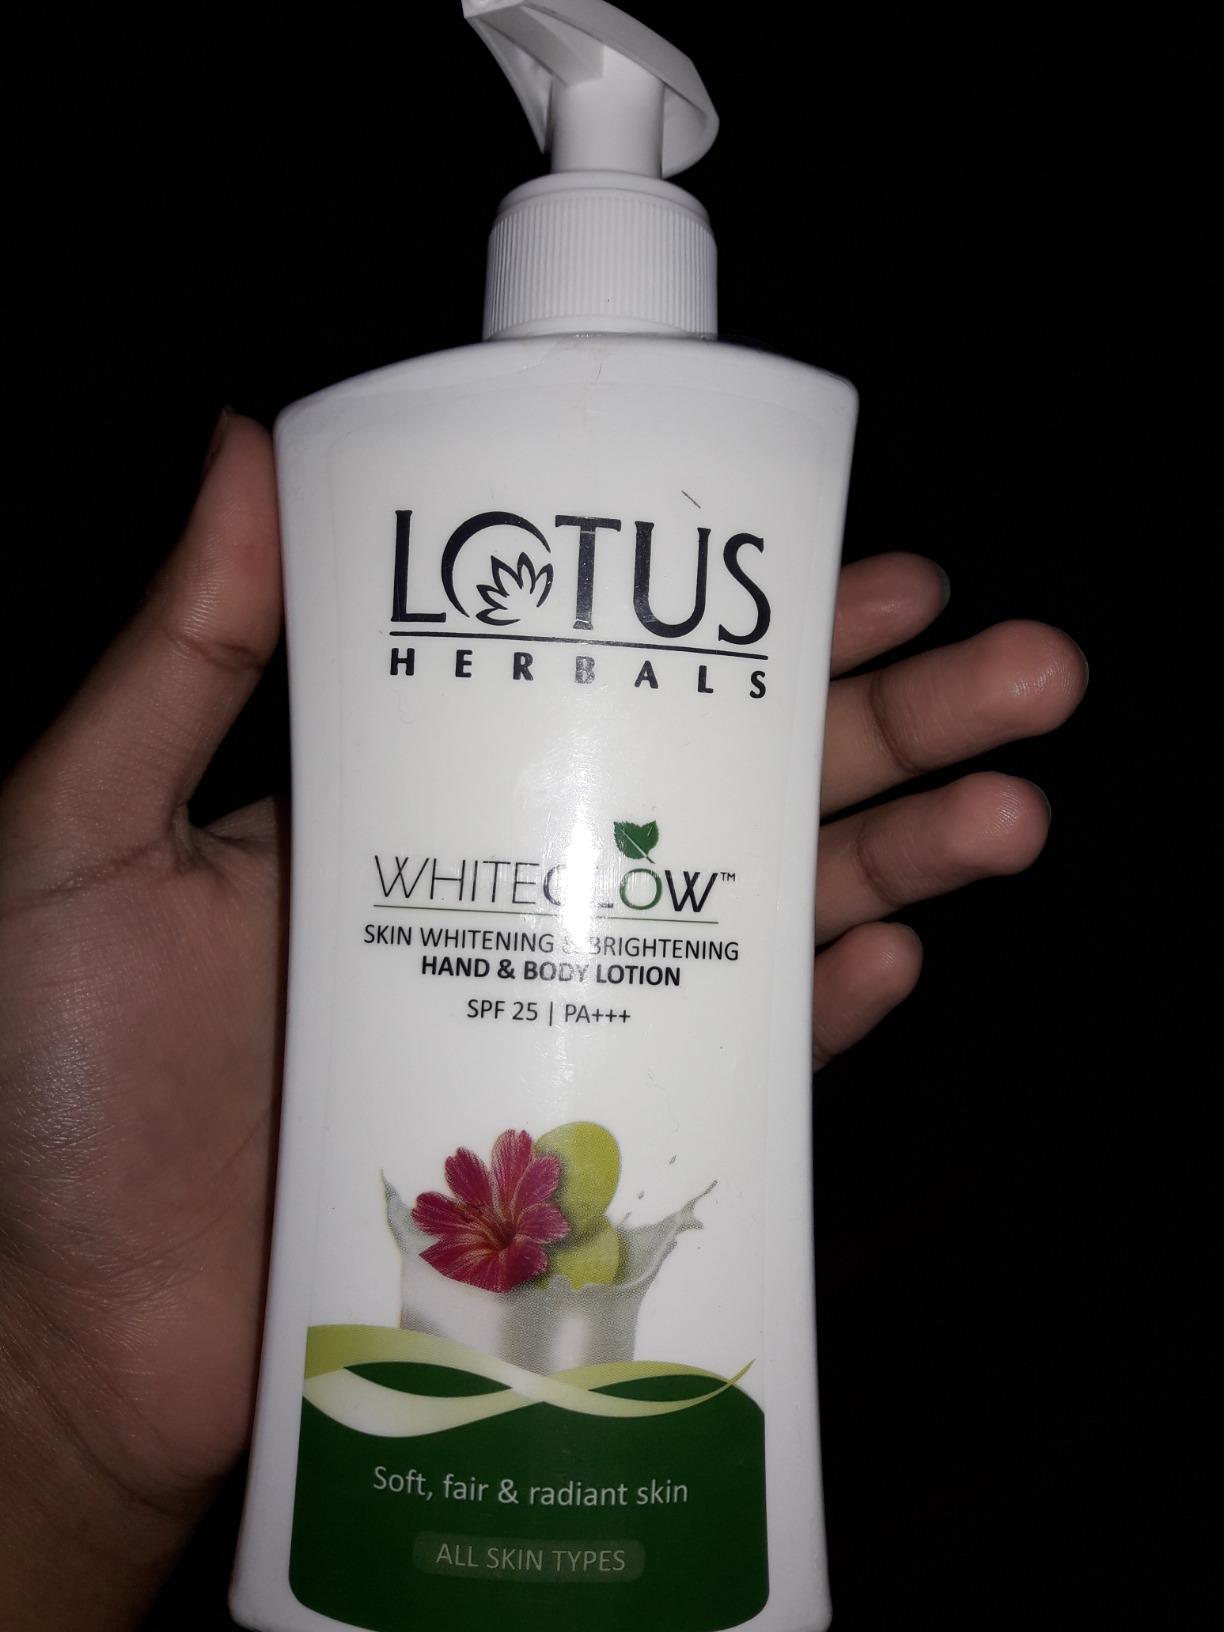 LOTUS
HERBALS
WHITEGLOW™
SKIN WHITENING & BRIGHTENING
HAND & BODY LOTION
SPF 25 | PA+++
Soft, fair & radiant skin
ALL SKIN TYPES